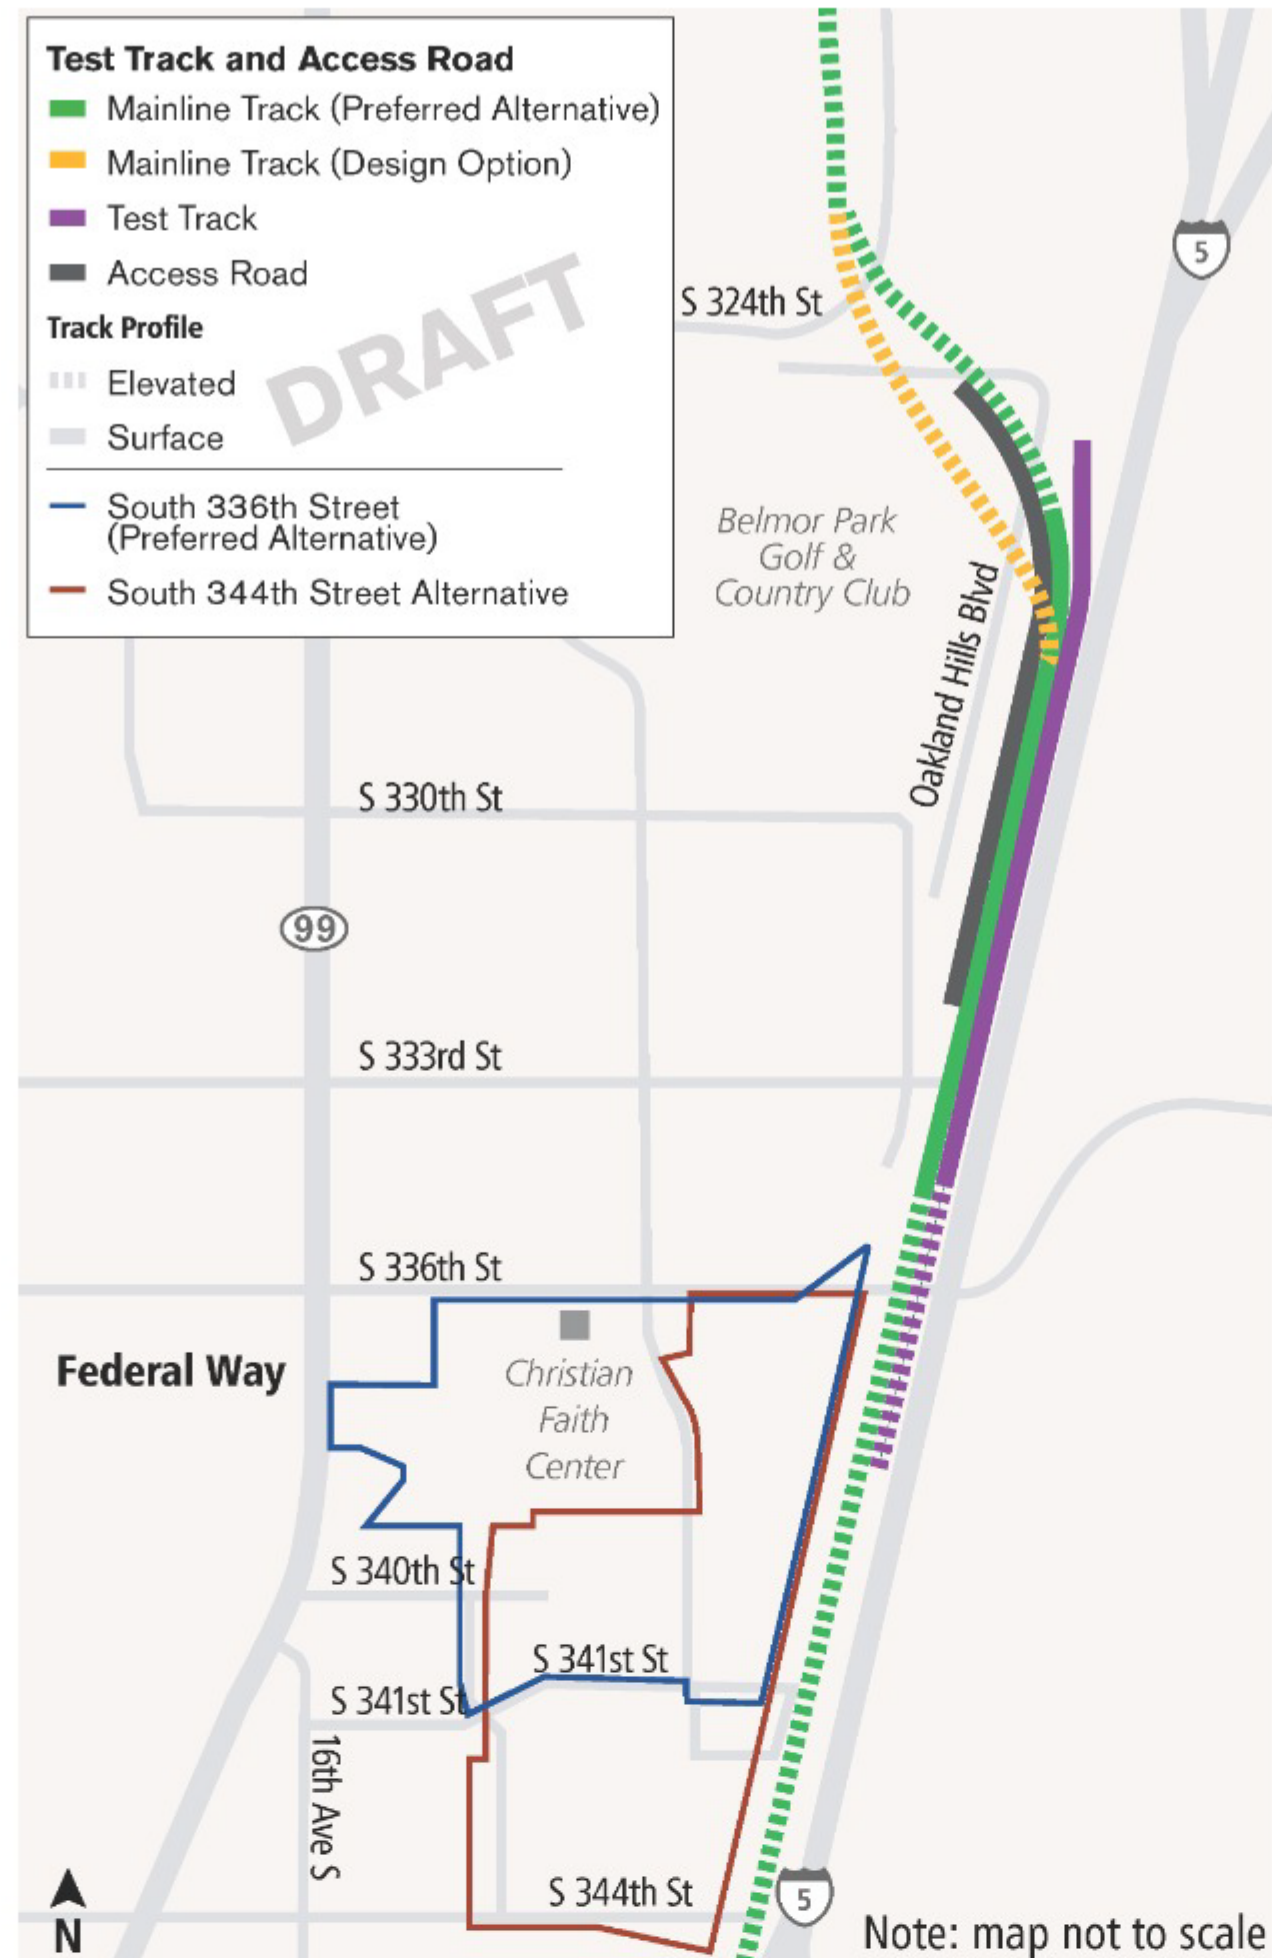 Test Track and Access Road
Mainline Track (Preferred Alternative)
Mainline Track (Design Option)
Test Track
Access Road
Track Profile
Elevated
Surface
DRAFT
South 336th Street
(Preferred Alternative)
South 344th Street Alternative
5
S 324th St
Belmor Park
Golf &
Country Club
Oakland Hills Blvd
S 330th St
99
S 333rd St
S 336th St
Federal Way
Christian
Faith
Center
S 340th St
S 341st St
S 341st St
16th Ave S
S 344th St
5
N
Note: map not to scale